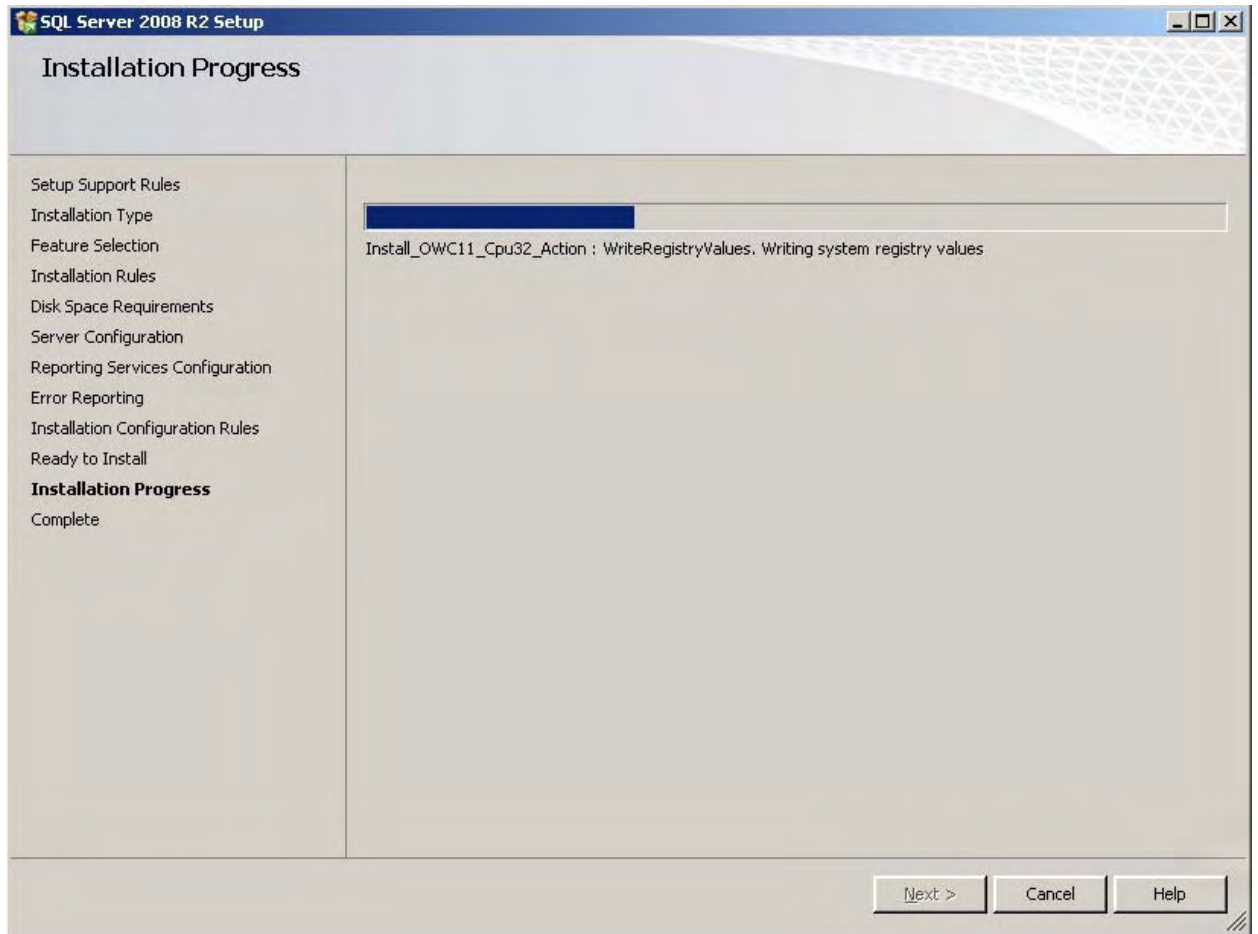 SQL Server 2008 R2 Setup
Installation Progress
Setup Support Rules
Installation Type
Feature Selection
Installation Rules
Disk Space Requirements
Server Configuration
Reporting Services Configuration
Error Reporting
Installation Configuration Rules
Ready to Install
Installation Progress
Complete
Install_OWC11_Cpu32_Action : WriteRegistryValues. Writing system registry values
Next > Cancel Help